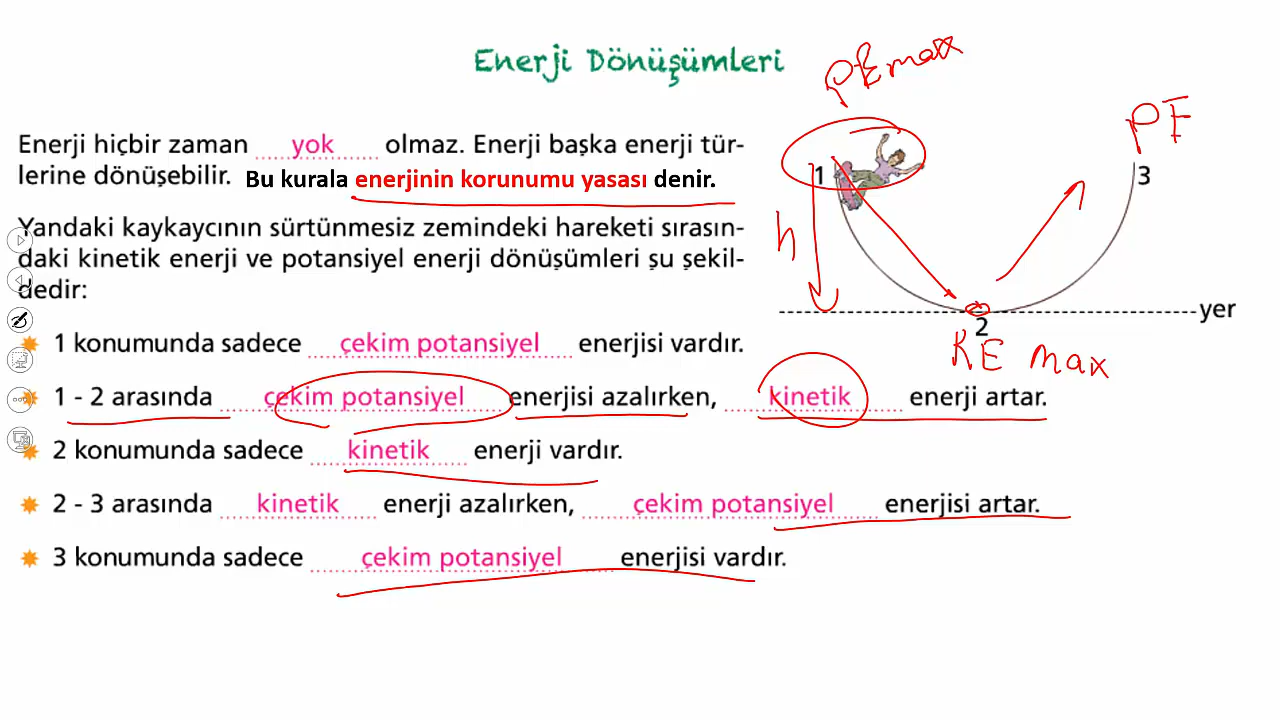 Enerji Dönüşümleri
PE max
PE
Enerji hiçbir zaman yok olmaz. Enerji başka enerji tür-
lerine dönüşebilir. Bu kurala enerjinin korunumu yasası denir.
1
3
Yandaki kaykaycının sürtünmesiz zemindeki hareketi sırasın-
daki kinetik enerji ve potansiyel enerji dönüşümleri şu şekil-
dedir:
h
yer
2
KE max
1 konumunda sadece çekim potansiyel enerjisi vardır.
1 - 2 arasında çekim potansiyel enerjisi azalırken, kinetik enerji artar.
2 konumunda sadece kinetik enerji vardır.
2 - 3 arasında kinetik enerji azalırken, çekim potansiyel enerjisi artar.
3 konumunda sadece çekim potansiyel enerjisi vardır.